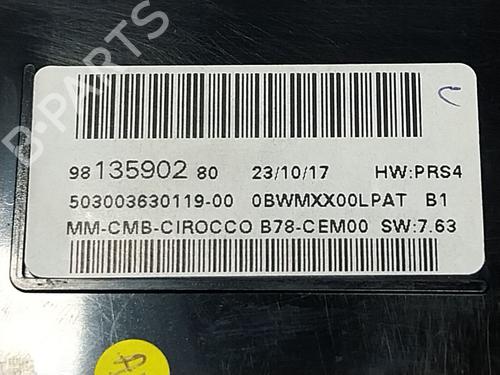 D-PARTS
98 135902 80 23/10/17 HW:PRS4
503003630119-00 0BWMXX00LPAT B1
MM-CMB-CIROCCO B78-CEM00 SW:7.63